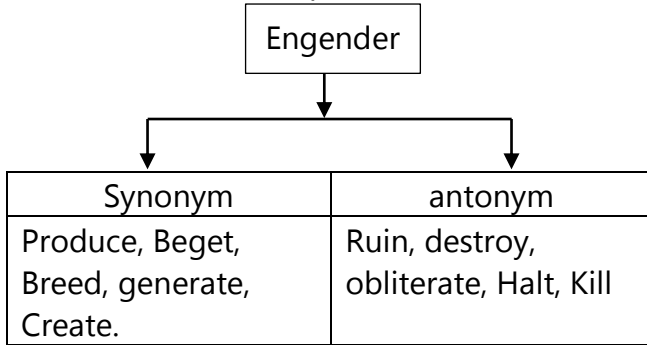 Engender
Synonym
antonym
Produce, Beget,
Breed, generate,
Create.
Ruin, destroy,
obliterate, Halt, Kill